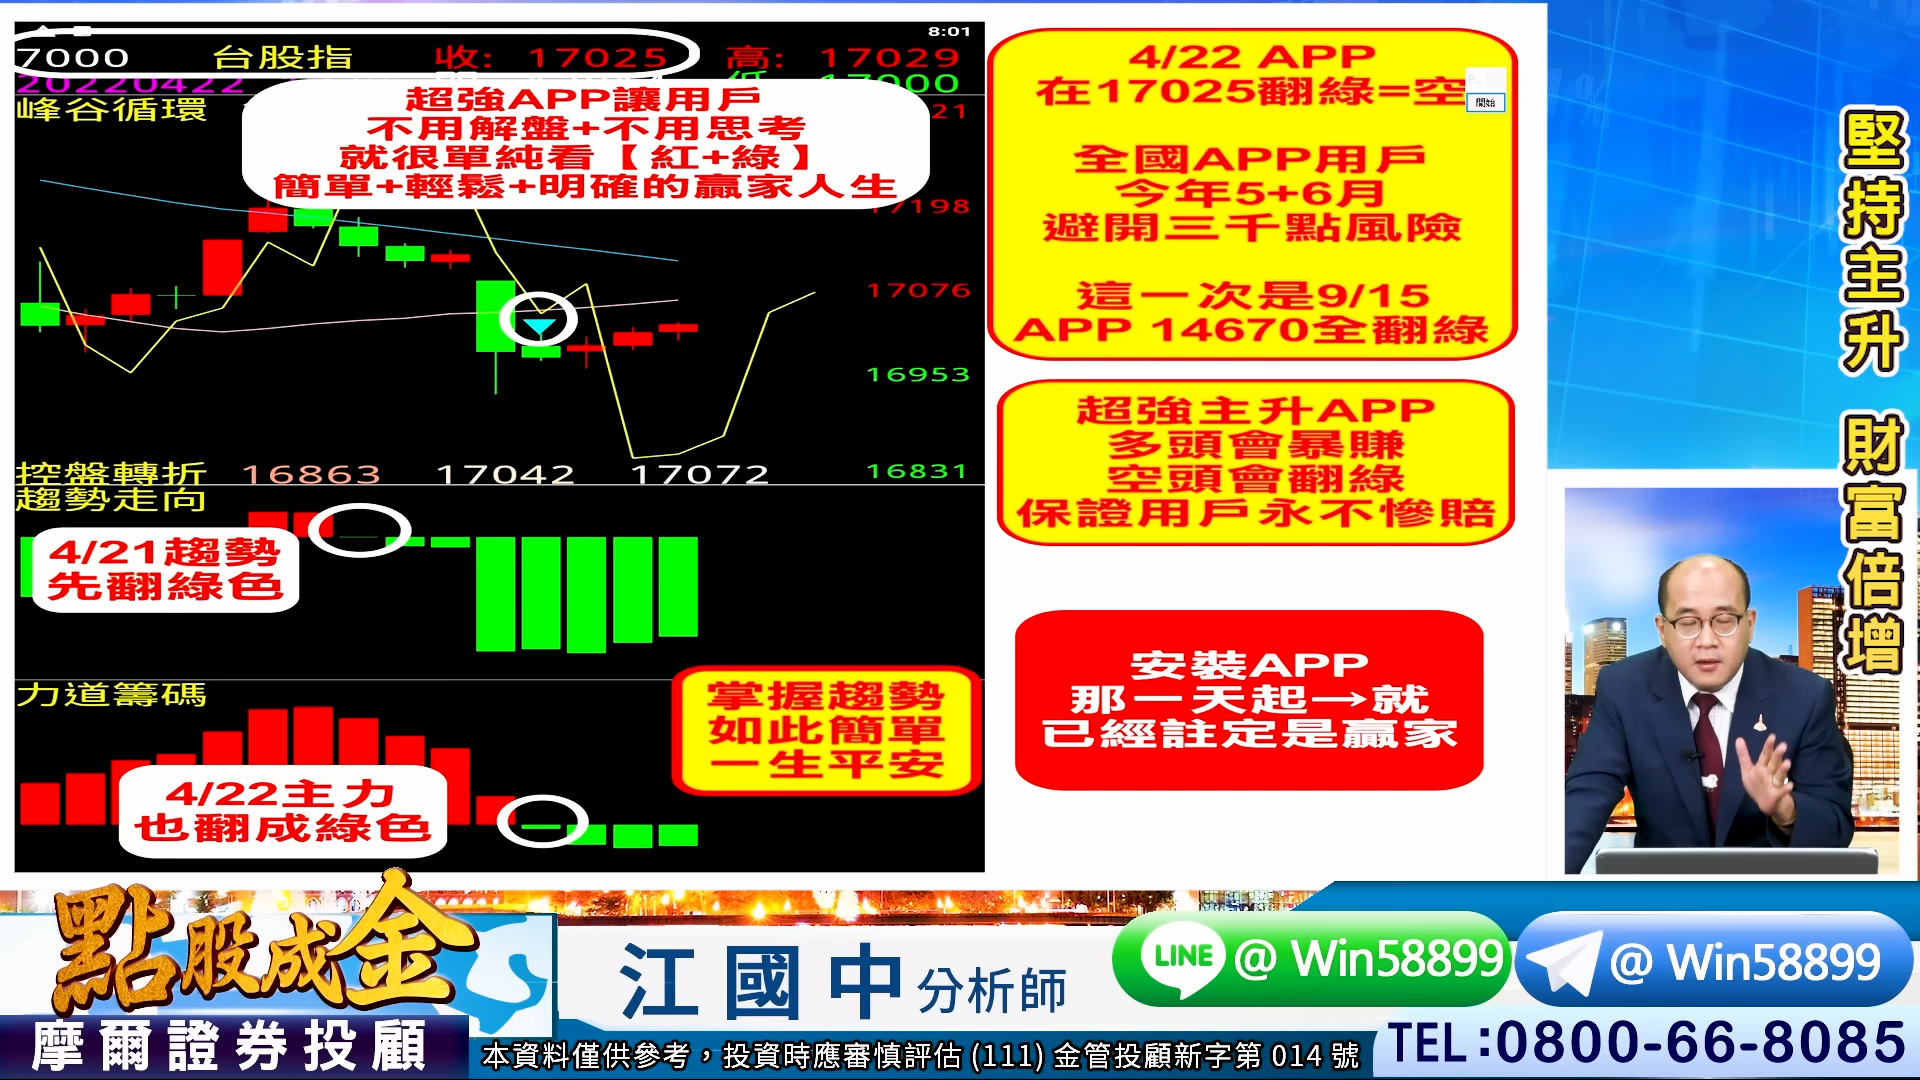 8:01
7000 台股指 收: 17025 高: 17029
20220422
峰谷循環
超強APP讓用戶
不用解盤+不用思考
就很單純看【紅+綠】
簡單+輕鬆+明確的贏家人生
17198
17076
16953
16831
控盤轉折 16863 17042 17072
趨勢走向
4/21趨勢
先翻綠色
力道籌碼
4/22主力
也翻成綠色
掌握趨勢
如此簡單
一生平安
4/22 APP
在17025翻綠=空
開始
全國APP用戶
今年5+6月
避開三千點風險
這一次是9/15
APP 14670全翻綠
超強主升APP
多頭會暴賺
空頭會翻綠
保證用戶永不慘賠
安裝APP
那一天起→就
已經註定是贏家
堅持主升 財富倍增
點股成金
摩爾證券投顧
江國中 分析師
LINE @ Win58899
@ Win58899
TEL:0800-66-8085
本資料僅供參考，投資時應審慎評估 (111) 金管投顧新字第 014 號